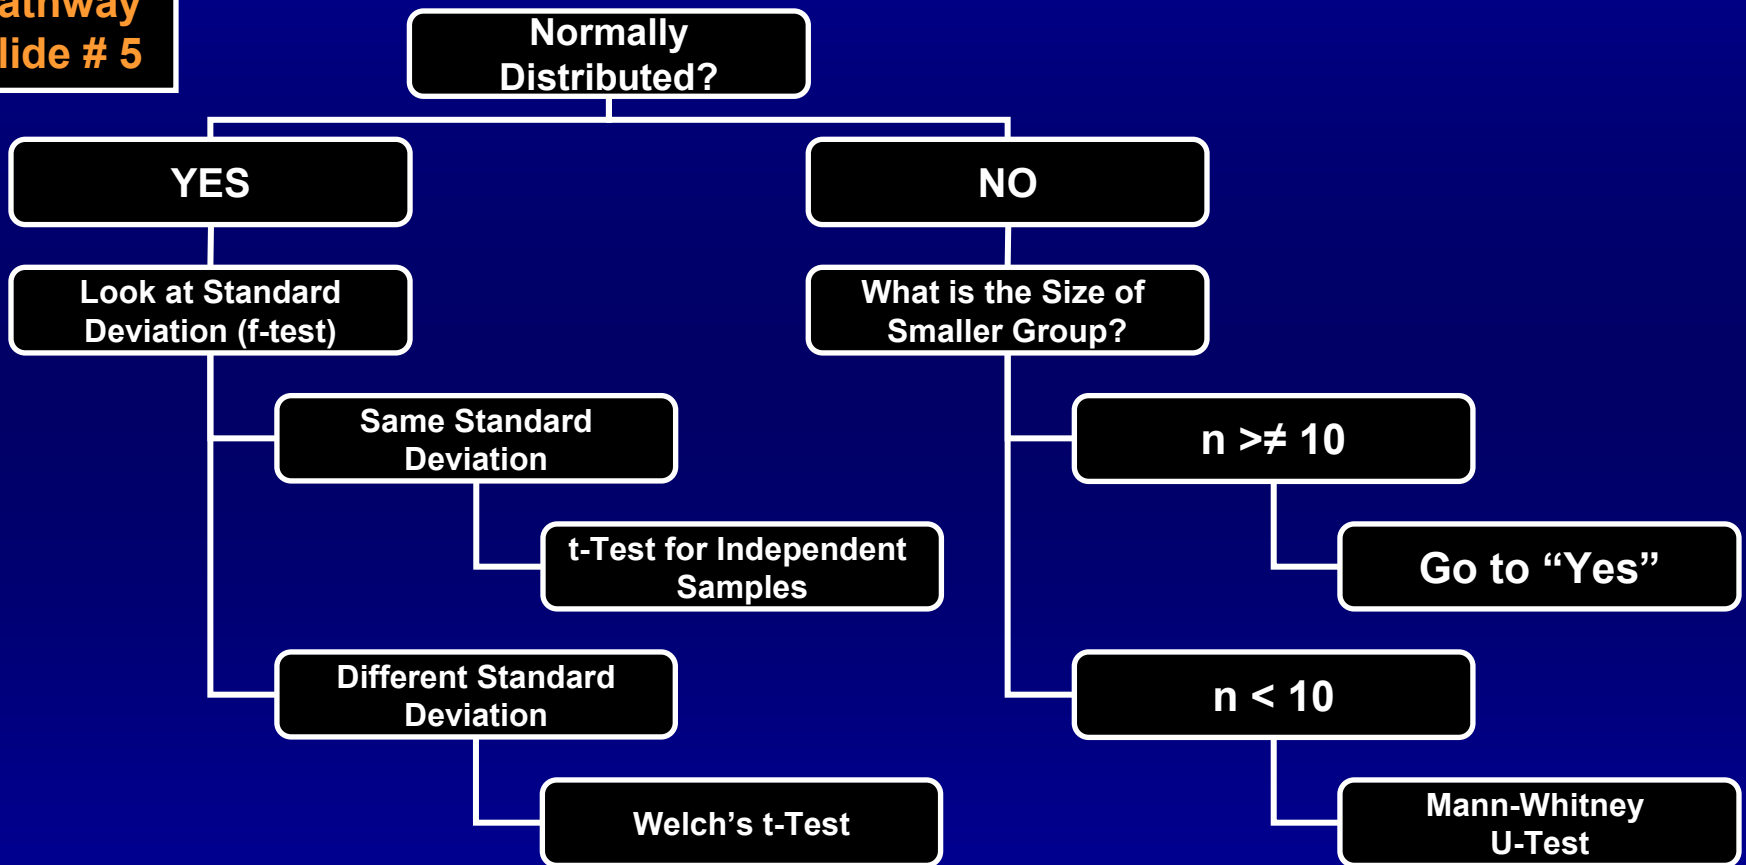 lide # 5
Normally
Distributed?
YES
NO
Look at Standard
Deviation (f-test)
What is the Size of
Smaller Group?
Same Standard
Deviation
n >≠ 10
t-Test for Independent
Samples
Go to “Yes”
Different Standard
Deviation
n < 10
Welch’s t-Test
Mann-Whitney
U-Test